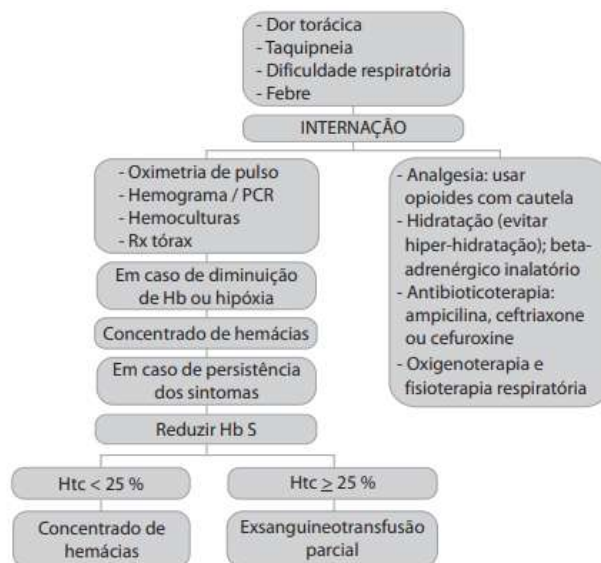 - Dor torácica
- Taquipneia
- Dificuldade respiratória
- Febre
INTERNAÇÃO
- Oximetria de pulso
- Hemograma / PCR
- Hemoculturas
- Rx tórax
Em caso de diminuição
de Hb ou hipóxia
Concentrado de hemácias
Em caso de persistência
dos sintomas
Reduzir Hb S
Htc < 25 %
Concentrado de
hemácias
Htc ≥ 25 %
Exsanguineotransfusão
parcial
- Analgesia: usar
opioides com cautela
- Hidratação (evitar
hiper-hidratação); beta-
adrenérgico inalatório
- Antibioticoterapia:
ampicilina, ceftriaxone
ou cefuroxine
- Oxigenoterapia e
fisioterapia respiratória